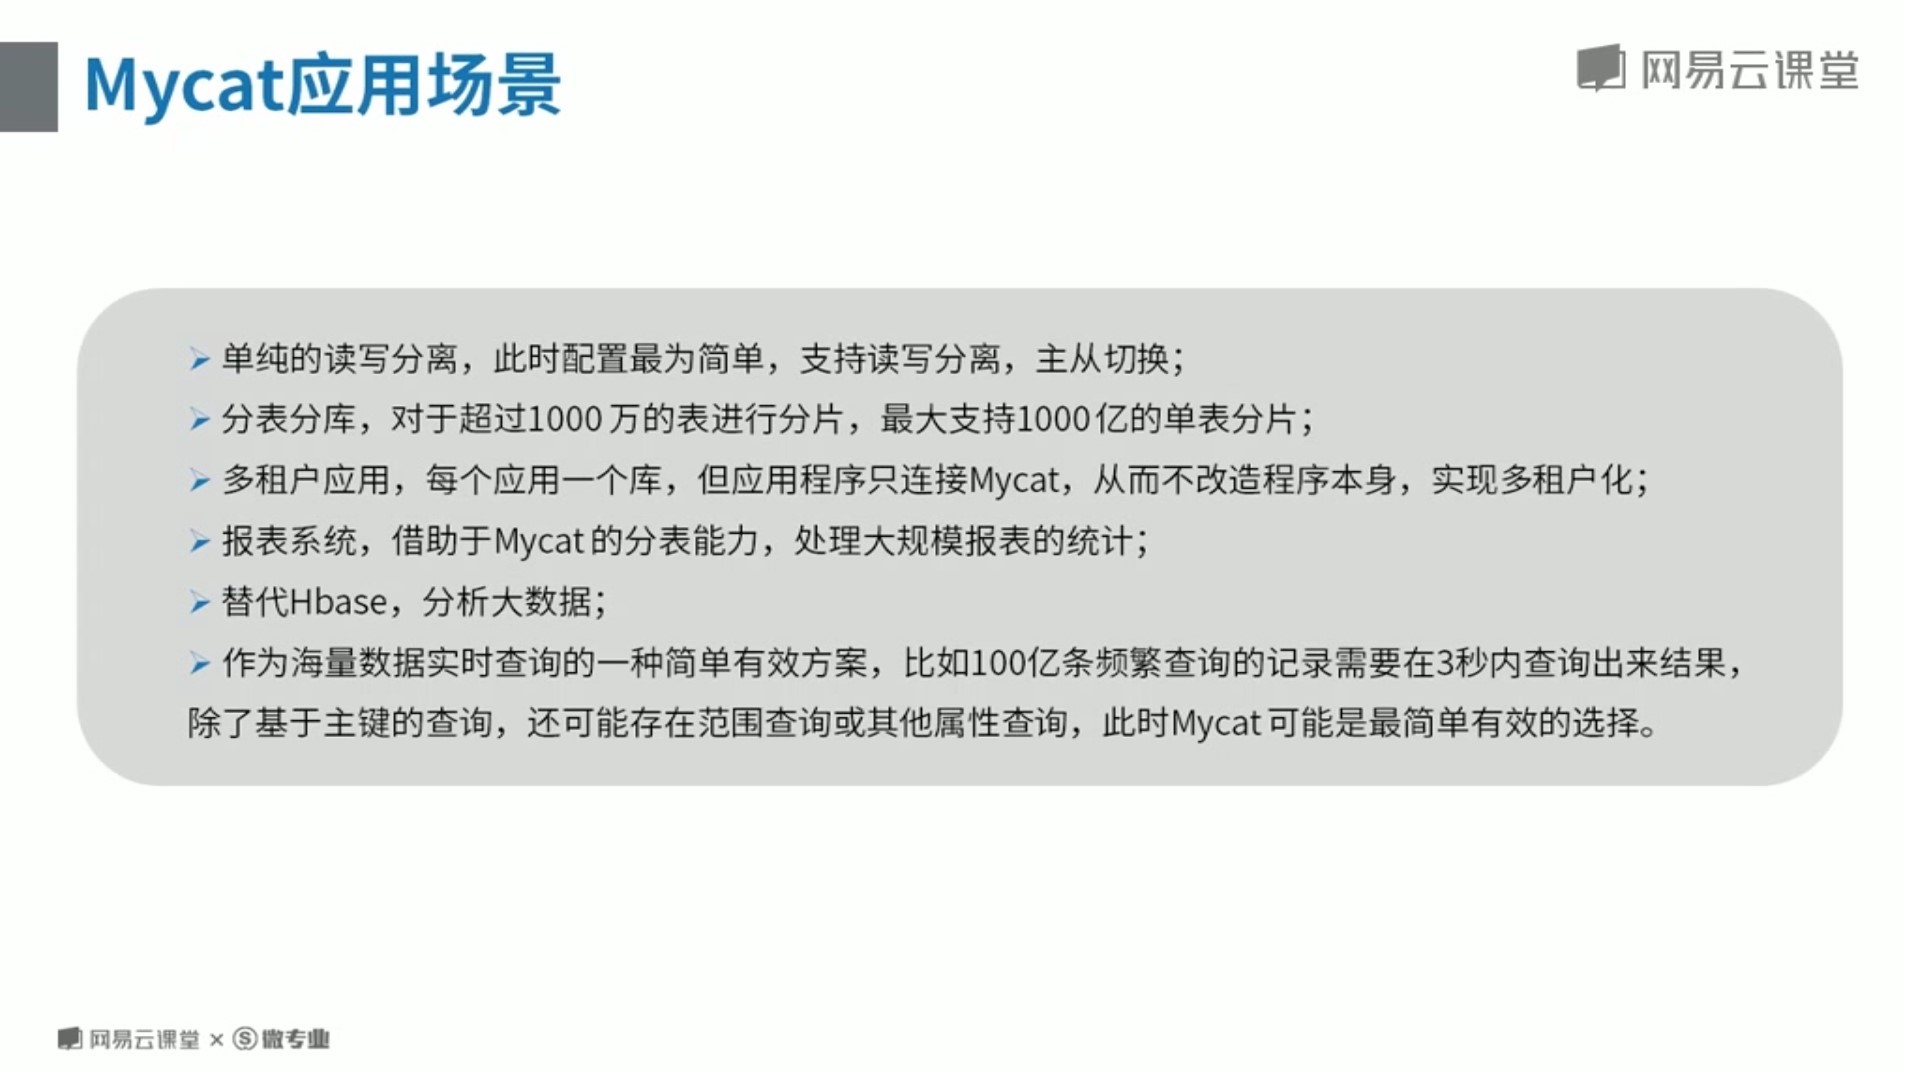 Mycat应用场景
网易云课堂
单纯的读写分离，此时配置最为简单，支持读写分离，主从切换；
分表分库，对于超过1000万的表进行分片，最大支持1000亿的单表分片；
多租户应用，每个应用一个库，但应用程序只连接Mycat，从而不改造程序本身，实现多租户化；
报表系统，借助于Mycat的分表能力，处理大规模报表的统计；
替代Hbase，分析大数据；
作为海量数据实时查询的一种简单有效方案，比如100亿条频繁查询的记录需要在3秒内查询出来结果，
除了基于主键的查询，还可能存在范围查询或其他属性查询，此时Mycat可能是最简单有效的选择。
网易云课堂 × 微专业